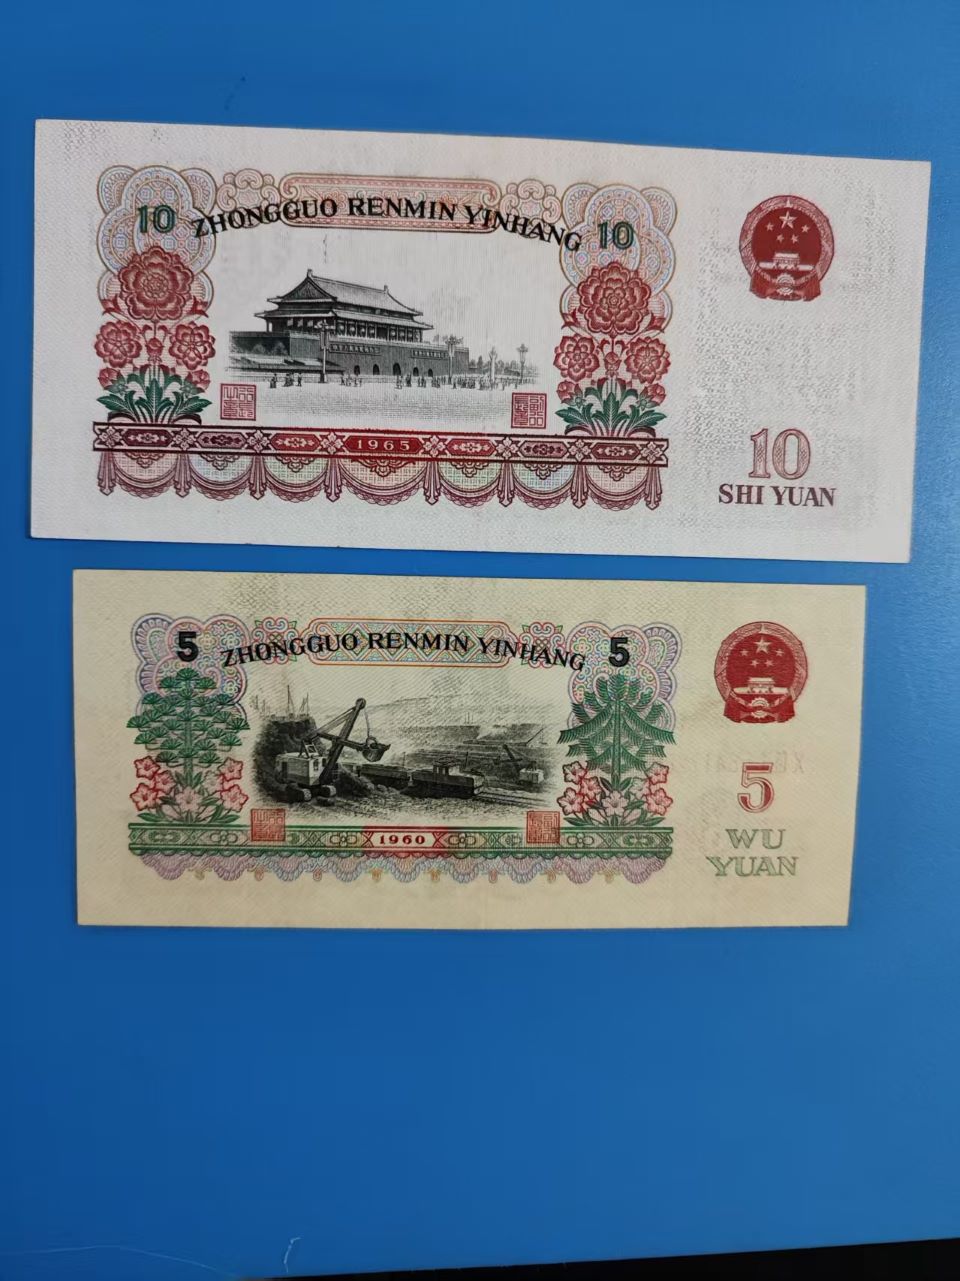 10 ZHONGGUO RENMIN YINHANG 10
1965
10
SHI YUAN
5 ZHONGGUO RENMIN YINHANG 5
1960
5
WU
YUAN